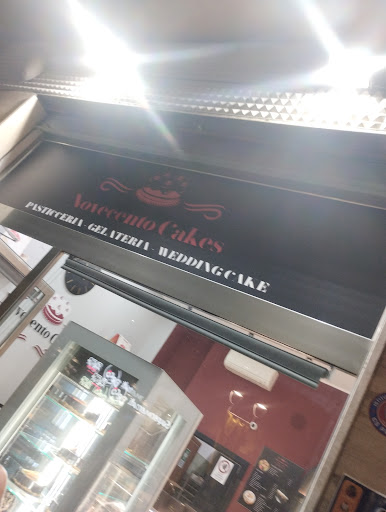 Novecento Cakes
PASTICCERIA - GELATERIA - WEDDING CAKE